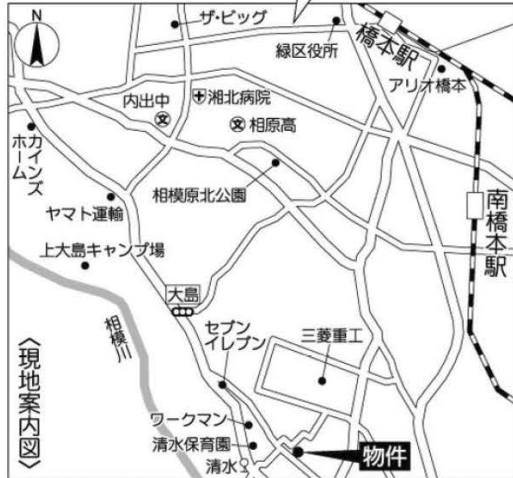 N
ザ・ビッグ
緑区役所
橋本駅
アリオ橋本
内出中
湘北病院
文
文
相原高
カインズ
ホーム
相模原北公園
ヤマト運輸
南橋本駅
上大島キャンプ場
大島
相模川
セブン
イレブン
三菱重工
〈現地案内図〉
ワークマン
清水保育園
清水
物件